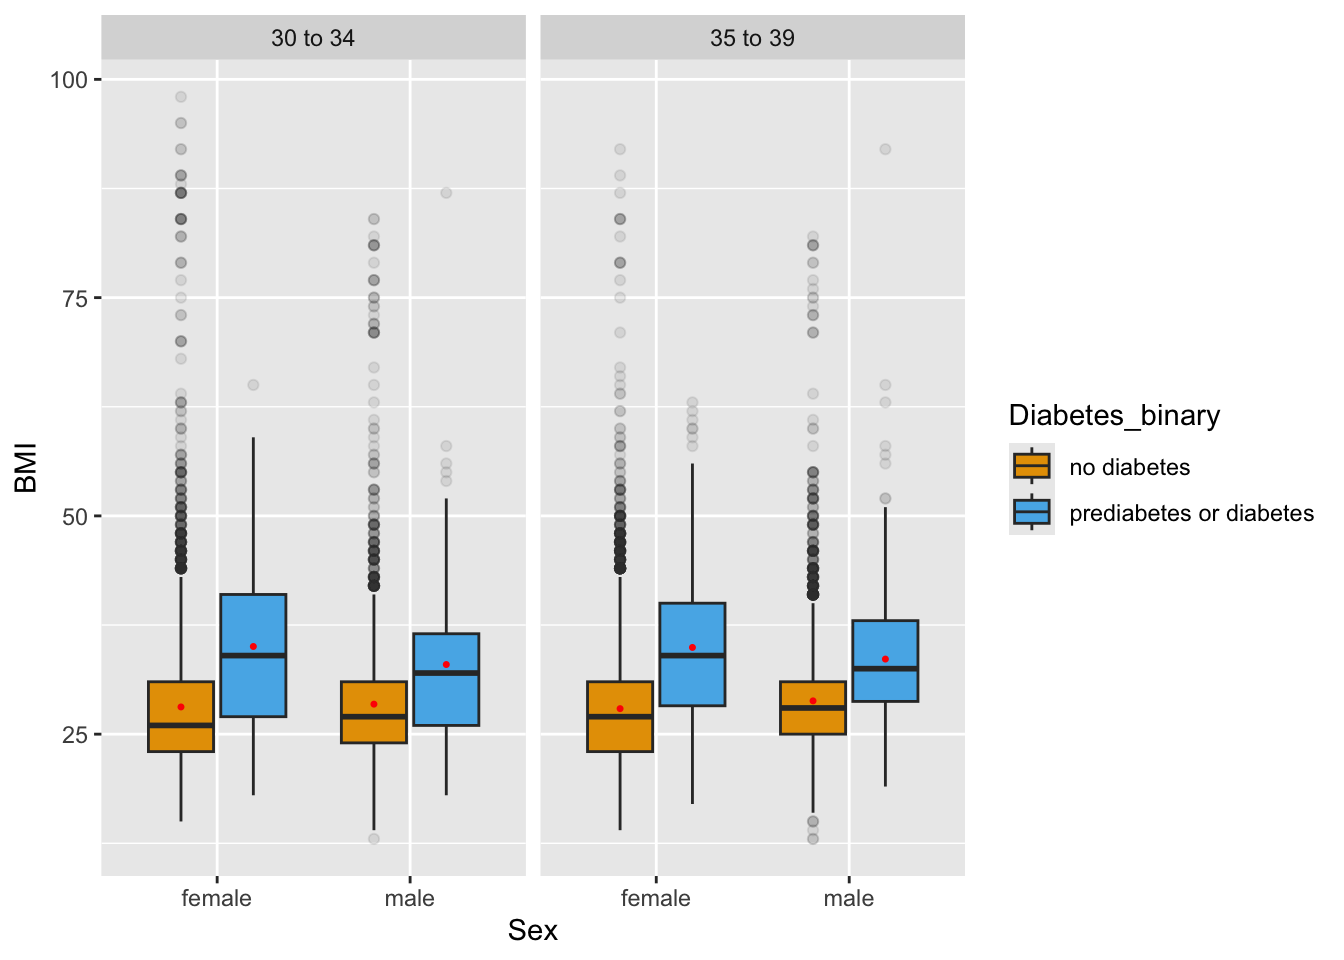 30 to 34
35 to 39
100
75
50
25
BMI
female
male
female
male
Sex
Diabetes_binary
no diabetes
prediabetes or diabetes